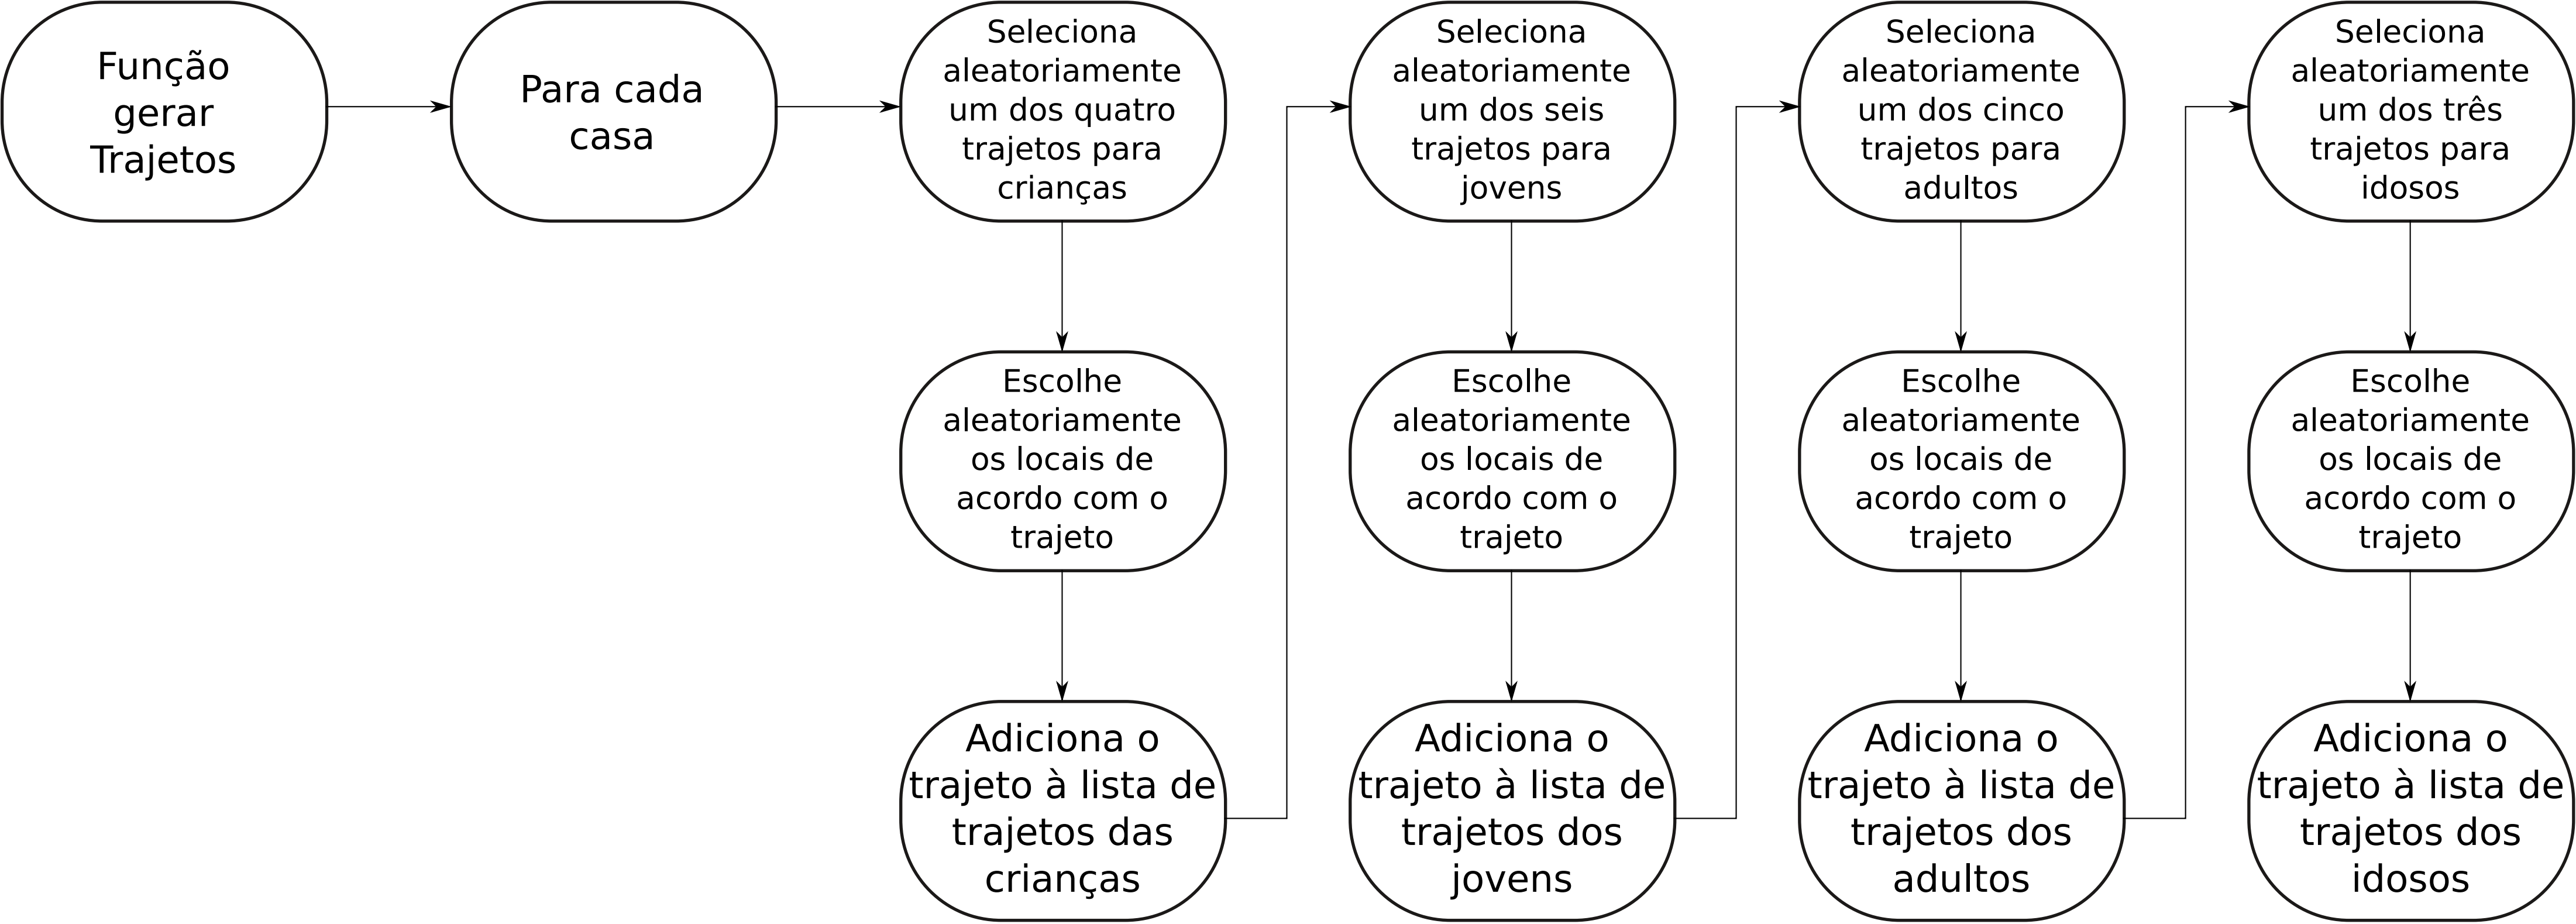 Função
gerar
Trajetos
Para cada
casa
Seleciona
aleatoriamente
um dos quatro
trajetos para
crianças
Escolhe
aleatoriamente
os locais de
acordo com o
trajeto
Adiciona o
trajeto à lista de
trajetos das
crianças
Seleciona
aleatoriamente
um dos seis
trajetos para
jovens
Escolhe
aleatoriamente
os locais de
acordo com o
trajeto
Adiciona o
trajeto à lista de
trajetos dos
jovens
Seleciona
aleatoriamente
um dos cinco
trajetos para
adultos
Escolhe
aleatoriamente
os locais de
acordo com o
trajeto
Adiciona o
trajeto à lista de
trajetos dos
adultos
Seleciona
aleatoriamente
um dos três
trajetos para
idosos
Escolhe
aleatoriamente
os locais de
acordo com o
trajeto
Adiciona o
trajeto à lista de
trajetos dos
idosos